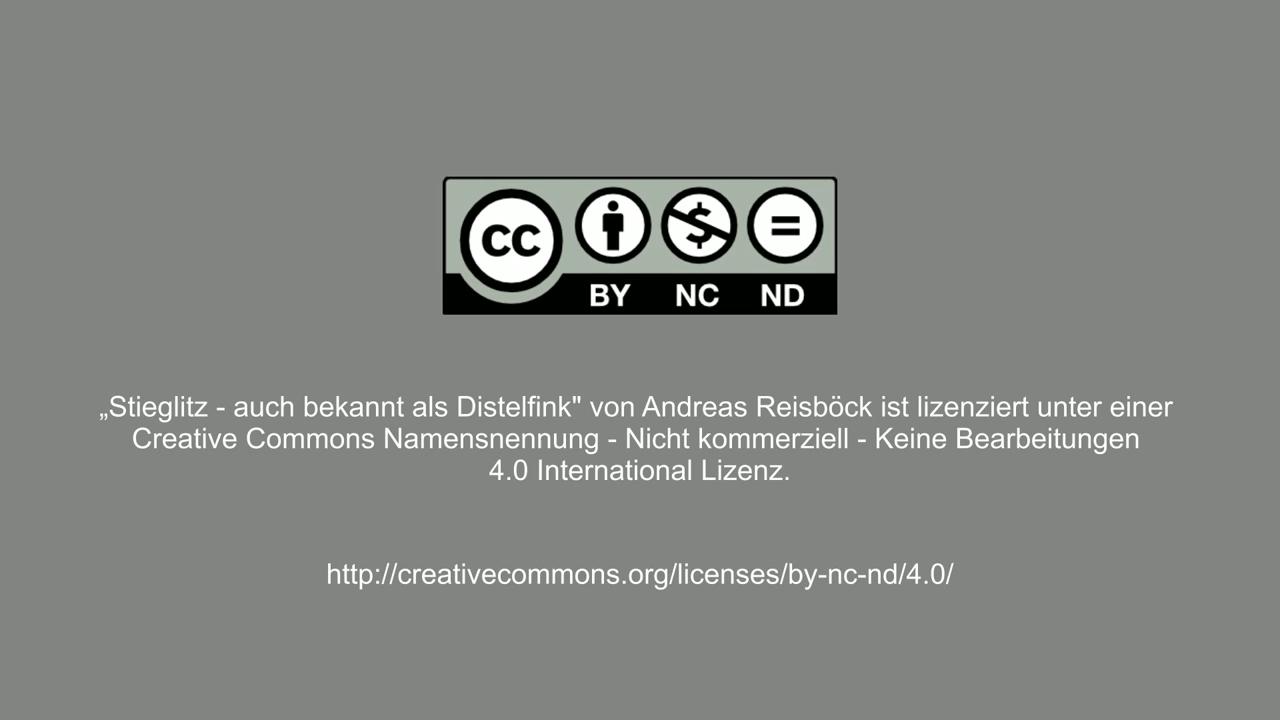 CC
BY NC ND
„Stieglitz - auch bekannt als Distelfink" von Andreas Reisböck ist lizenziert unter einer
Creative Commons Namensnennung - Nicht kommerziell - Keine Bearbeitungen
4.0 International Lizenz.
http://creativecommons.org/licenses/by-nc-nd/4.0/